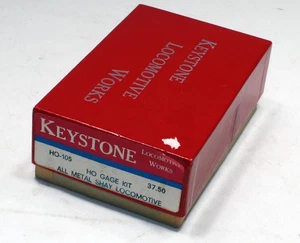 KEYSTONE
LOCOMOTIVE
WORKS
KEYSTONE
LOCOMOTIVE
WORKS
HO-105 HO GAGE KIT 37.50
ALL METAL SHAY LOCOMOTIVE